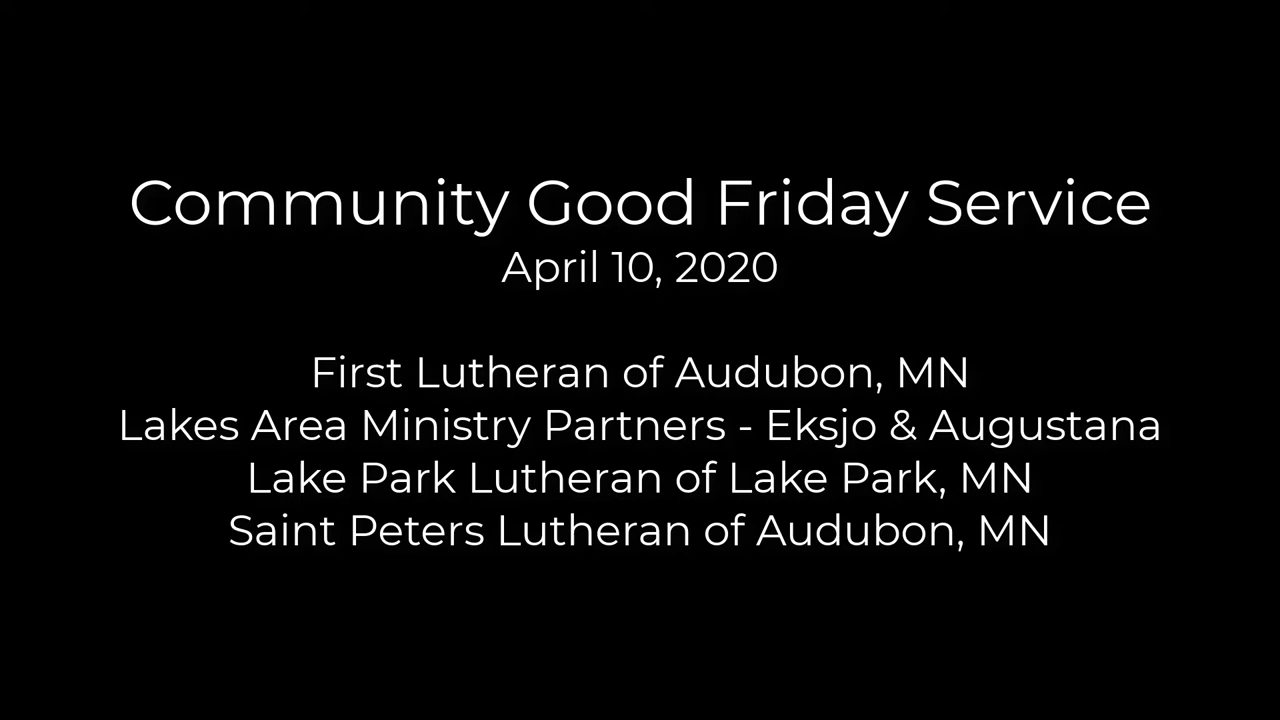 Community Good Friday Service
April 10, 2020
First Lutheran of Audubon, MN
Lakes Area Ministry Partners - Eksjo & Augustana
Lake Park Lutheran of Lake Park, MN
Saint Peters Lutheran of Audubon, MN